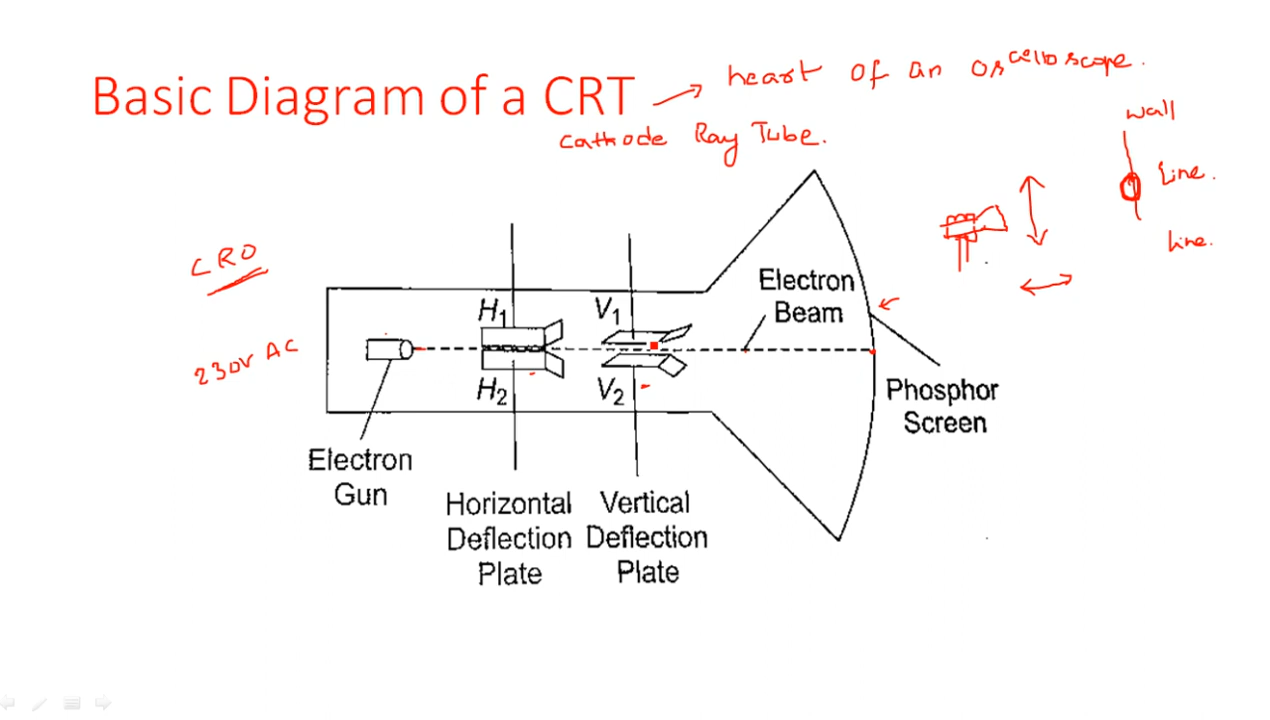 Basic Diagram of a CRT
heart of an oscelloscope.
Cathode Ray Tube.
wall
Line.
Line.
CRO
230V AC
H1
V1
Electron
Beam
H2
V2
Phosphor
Screen
Electron
Gun
Horizontal
Deflection
Plate
Vertical
Deflection
Plate